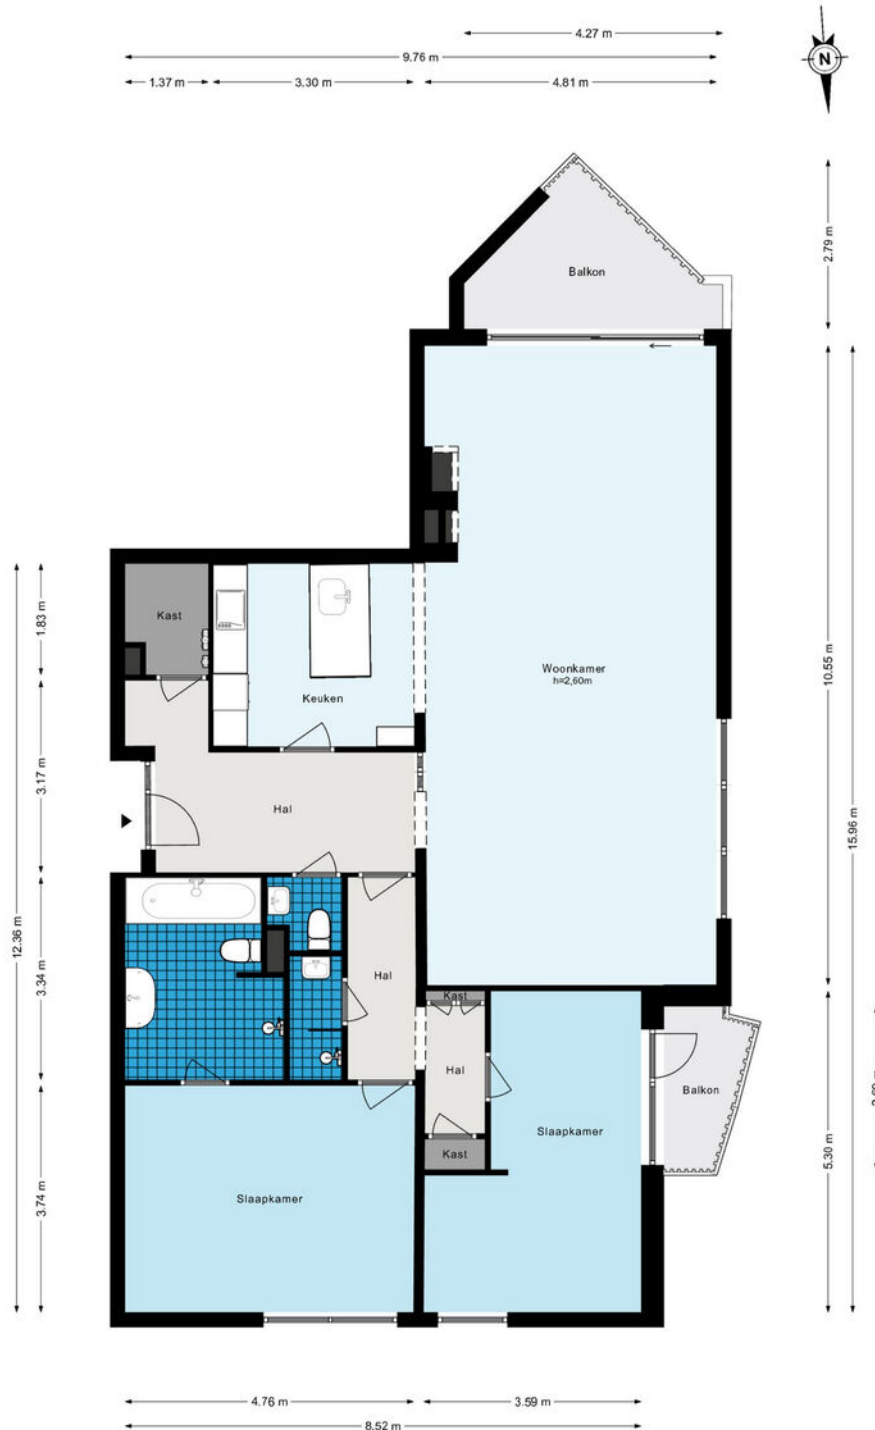 4.27 m
9.76 m
1.37 m
3.30 m
4.81 m
N
2.79 m
Balkon
10.55 m
15.96 m
Kast
1.83 m
Keuken
Woonkamer
h=2,60m
3.17 m
Hal
12.36 m
3.34 m
Hal
Kast
Hal
Balkon
Slaapkamer
Kast
5.30 m
3.74 m
Slaapkamer
4.76 m
3.59 m
8.52 m